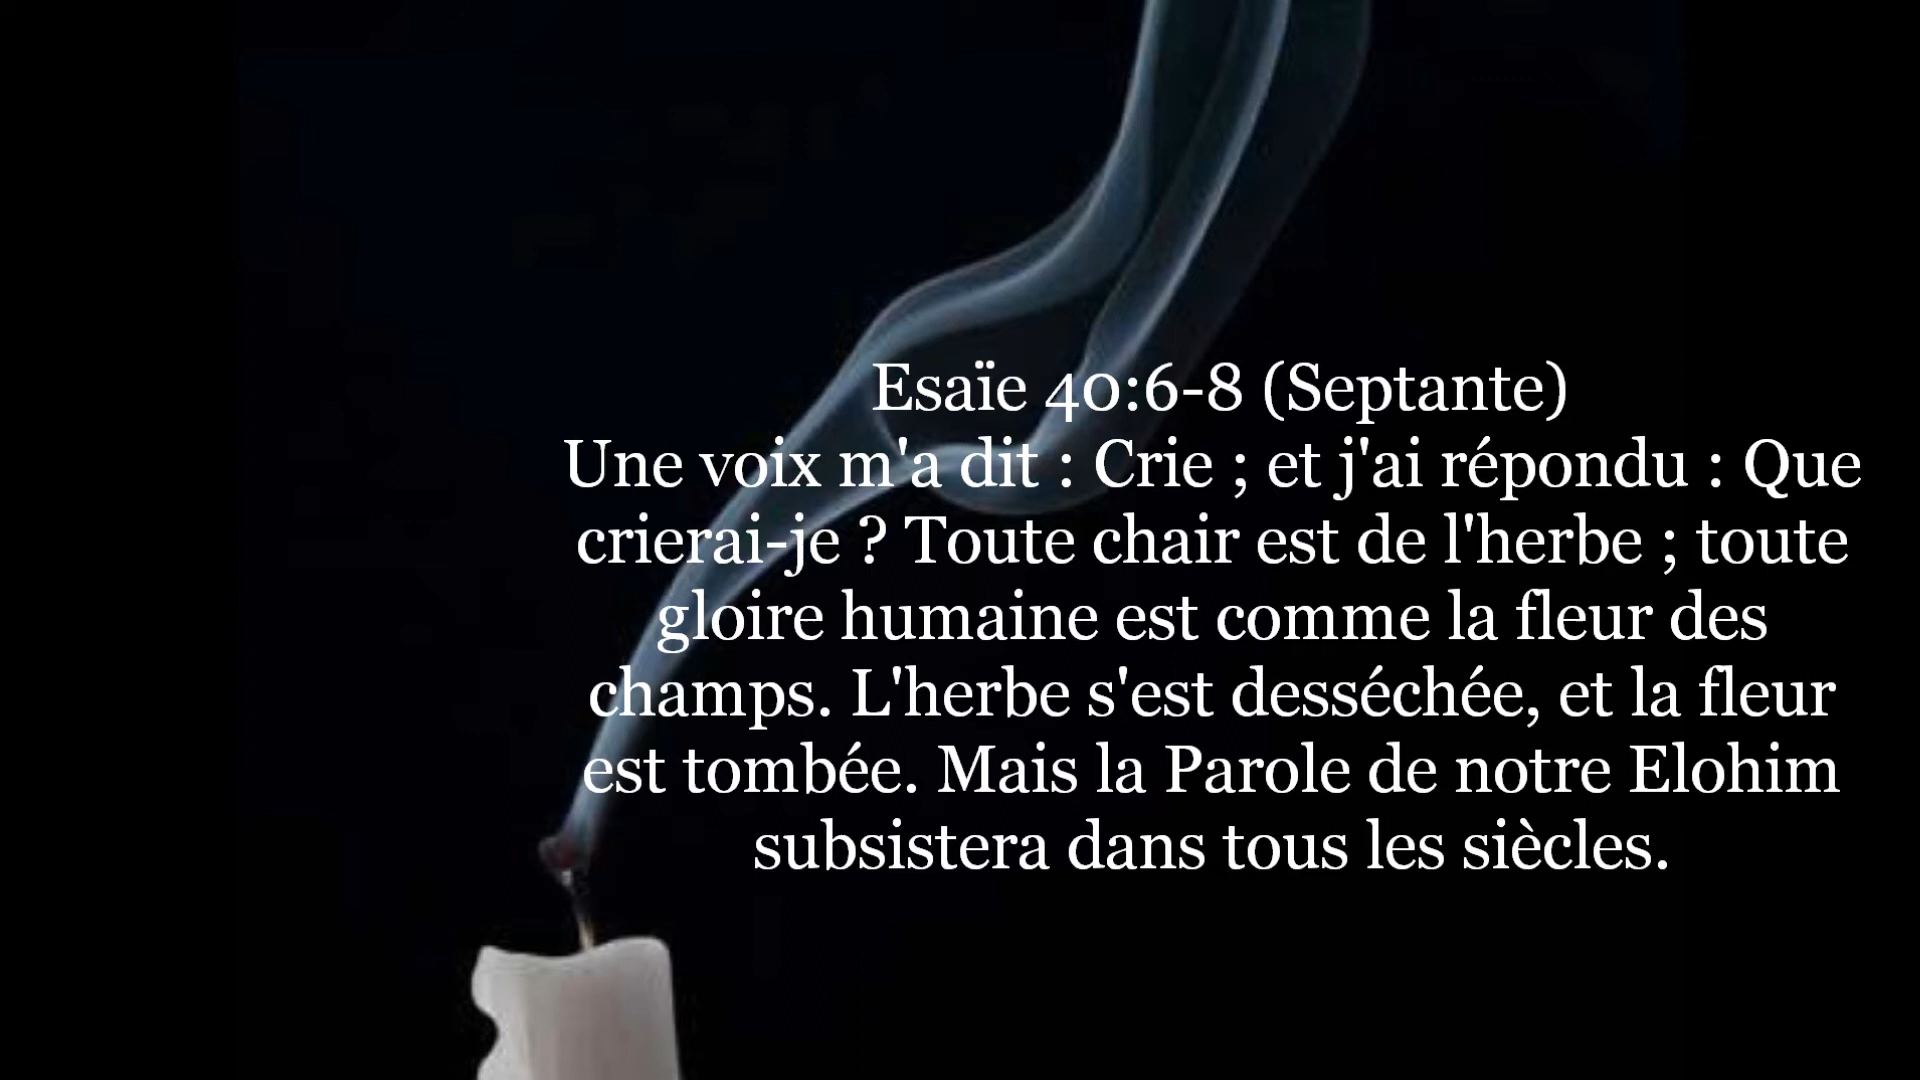 Esaïe 40:6-8 (Septante)
Une voix m'a dit : Crie ; et j'ai répondu : Que
crierai-je ? Toute chair est de l'herbe ; toute
gloire humaine est comme la fleur des
champs. L'herbe s'est desséchée, et la fleur
est tombée. Mais la Parole de notre Elohim
subsistera dans tous les siècles.